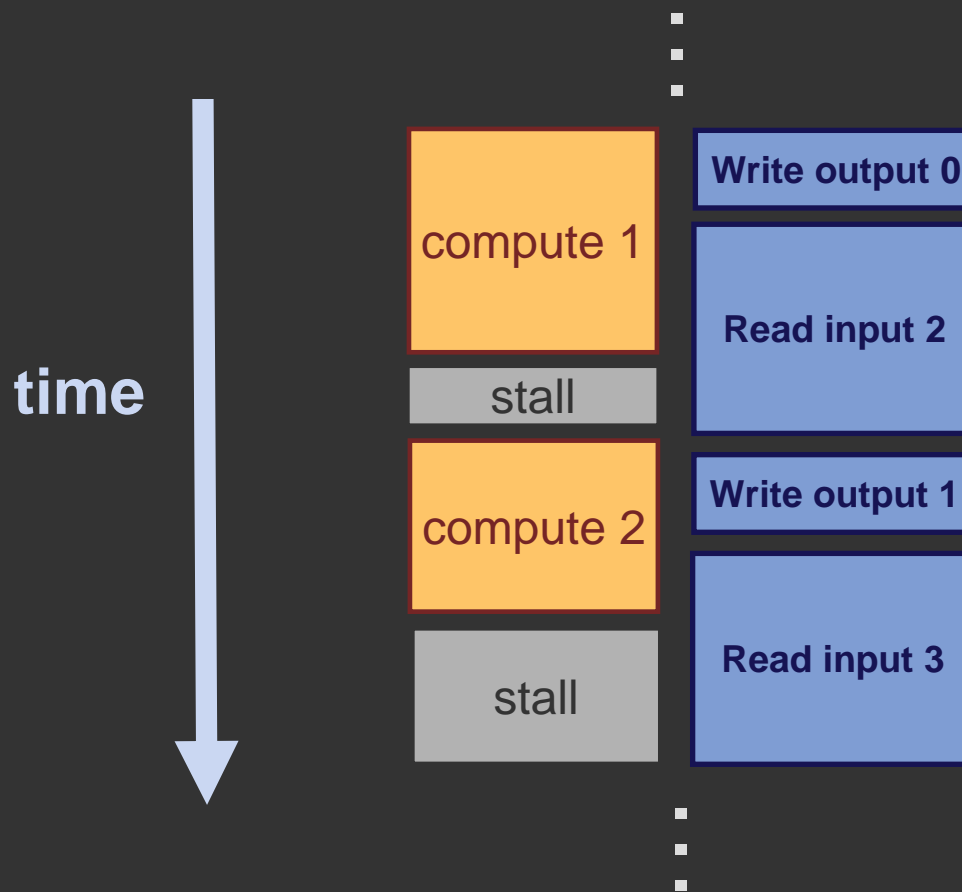 Write output 0
compute 1
Read input 2
time
stall
Write output 1
compute 2
Read input 3
stall